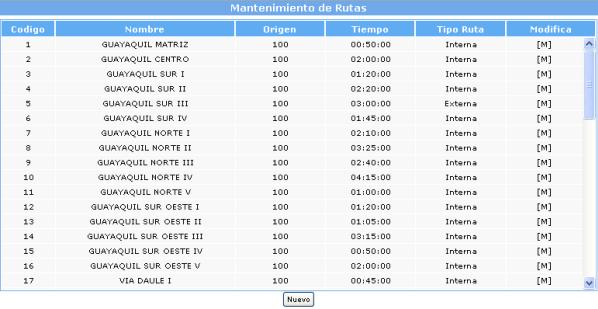 Mantenimiento de Rutas
Codigo Nombre Origen Tiempo Tipo Ruta Modifica
1 GUAYAQUIL MATRIZ 100 00:50:00 Interna [M]
2 GUAYAQUIL CENTRO 100 02:00:00 Interna [M]
3 GUAYAQUIL SUR I 100 01:20:00 Interna [M]
4 GUAYAQUIL SUR II 100 02:20:00 Interna [M]
5 GUAYAQUIL SUR III 100 03:00:00 Externa [M]
6 GUAYAQUIL SUR IV 100 01:45:00 Interna [M]
7 GUAYAQUIL NORTE I 100 02:10:00 Interna [M]
8 GUAYAQUIL NORTE II 100 03:25:00 Interna [M]
9 GUAYAQUIL NORTE III 100 02:40:00 Interna [M]
10 GUAYAQUIL NORTE IV 100 04:15:00 Interna [M]
11 GUAYAQUIL NORTE V 100 01:00:00 Interna [M]
12 GUAYAQUIL SUR OESTE I 100 01:20:00 Interna [M]
13 GUAYAQUIL SUR OESTE II 100 01:05:00 Interna [M]
14 GUAYAQUIL SUR OESTE III 100 03:15:00 Interna [M]
15 GUAYAQUIL SUR OESTE IV 100 00:50:00 Interna [M]
16 GUAYAQUIL SUR OESTE V 100 02:00:00 Interna [M]
17 VIA DAULE I 100 00:45:00 Interna [M]
Nuevo